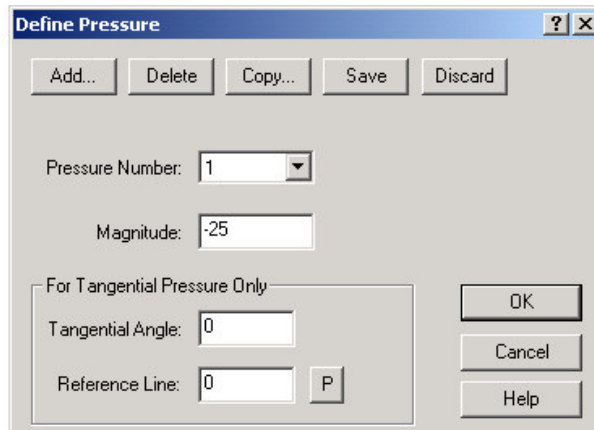 Define Pressure
Add... Delete Copy... Save Discard
Pressure Number: 1
Magnitude: -25
For Tangential Pressure Only
Tangential Angle: 0
Reference Line: 0 P
OK
Cancel
Help